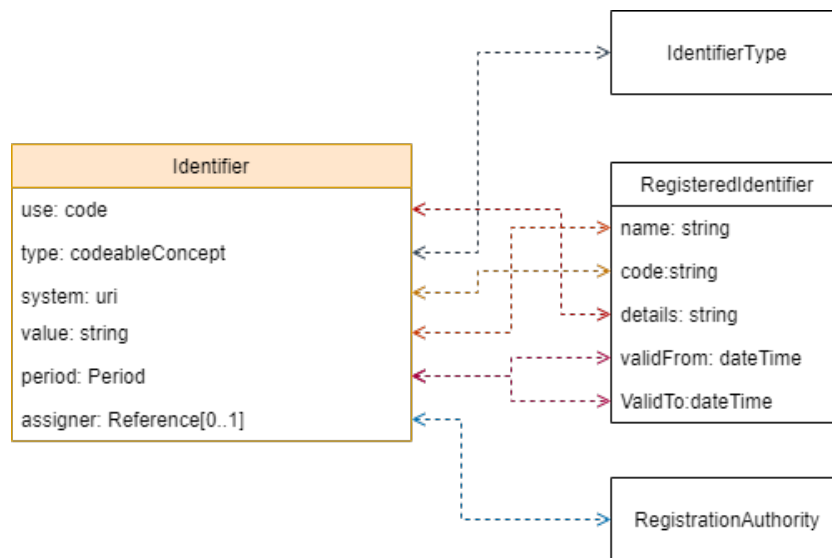 IdentifierType
Identifier
use: code
type: codeableConcept
system: uri
value: string
period: Period
assigner: Reference[0..1]
RegisteredIdentifier
name: string
code:string
details: string
validFrom: dateTime
ValidTo:dateTime
RegistrationAuthority